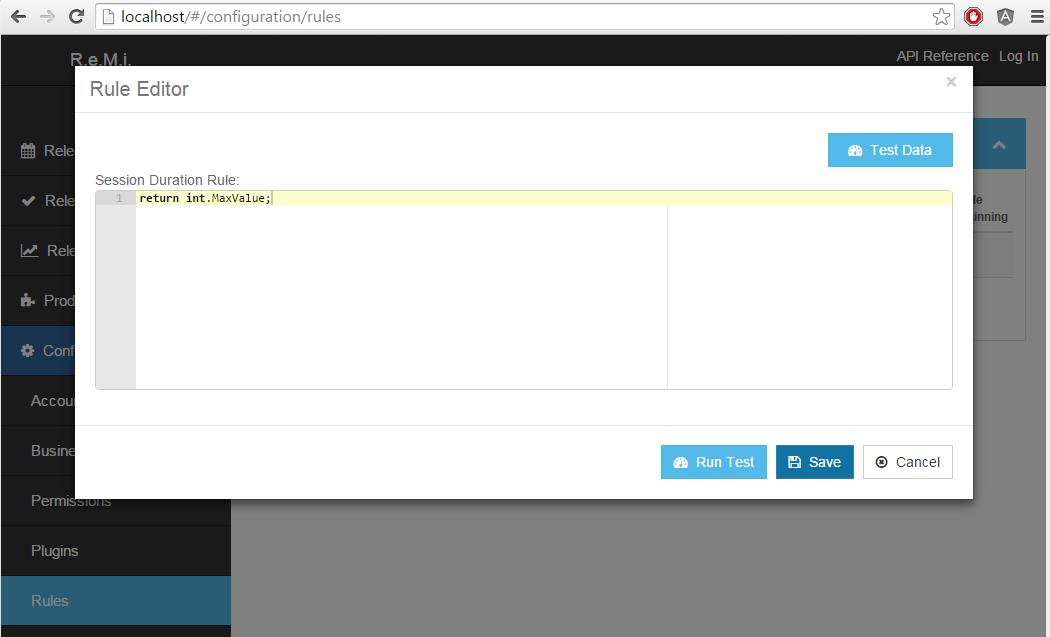 localhost/#/configuration/rules
R.e.M.i.
API Reference Log In
Rule Editor
×
Test Data
Session Duration Rule:
1 return int.MaxValue;
Run Test
Save
Cancel
Rele
Rele
Rele
Prod
Conf
Accou
Busine
Permissions
Plugins
Rules
le
inning